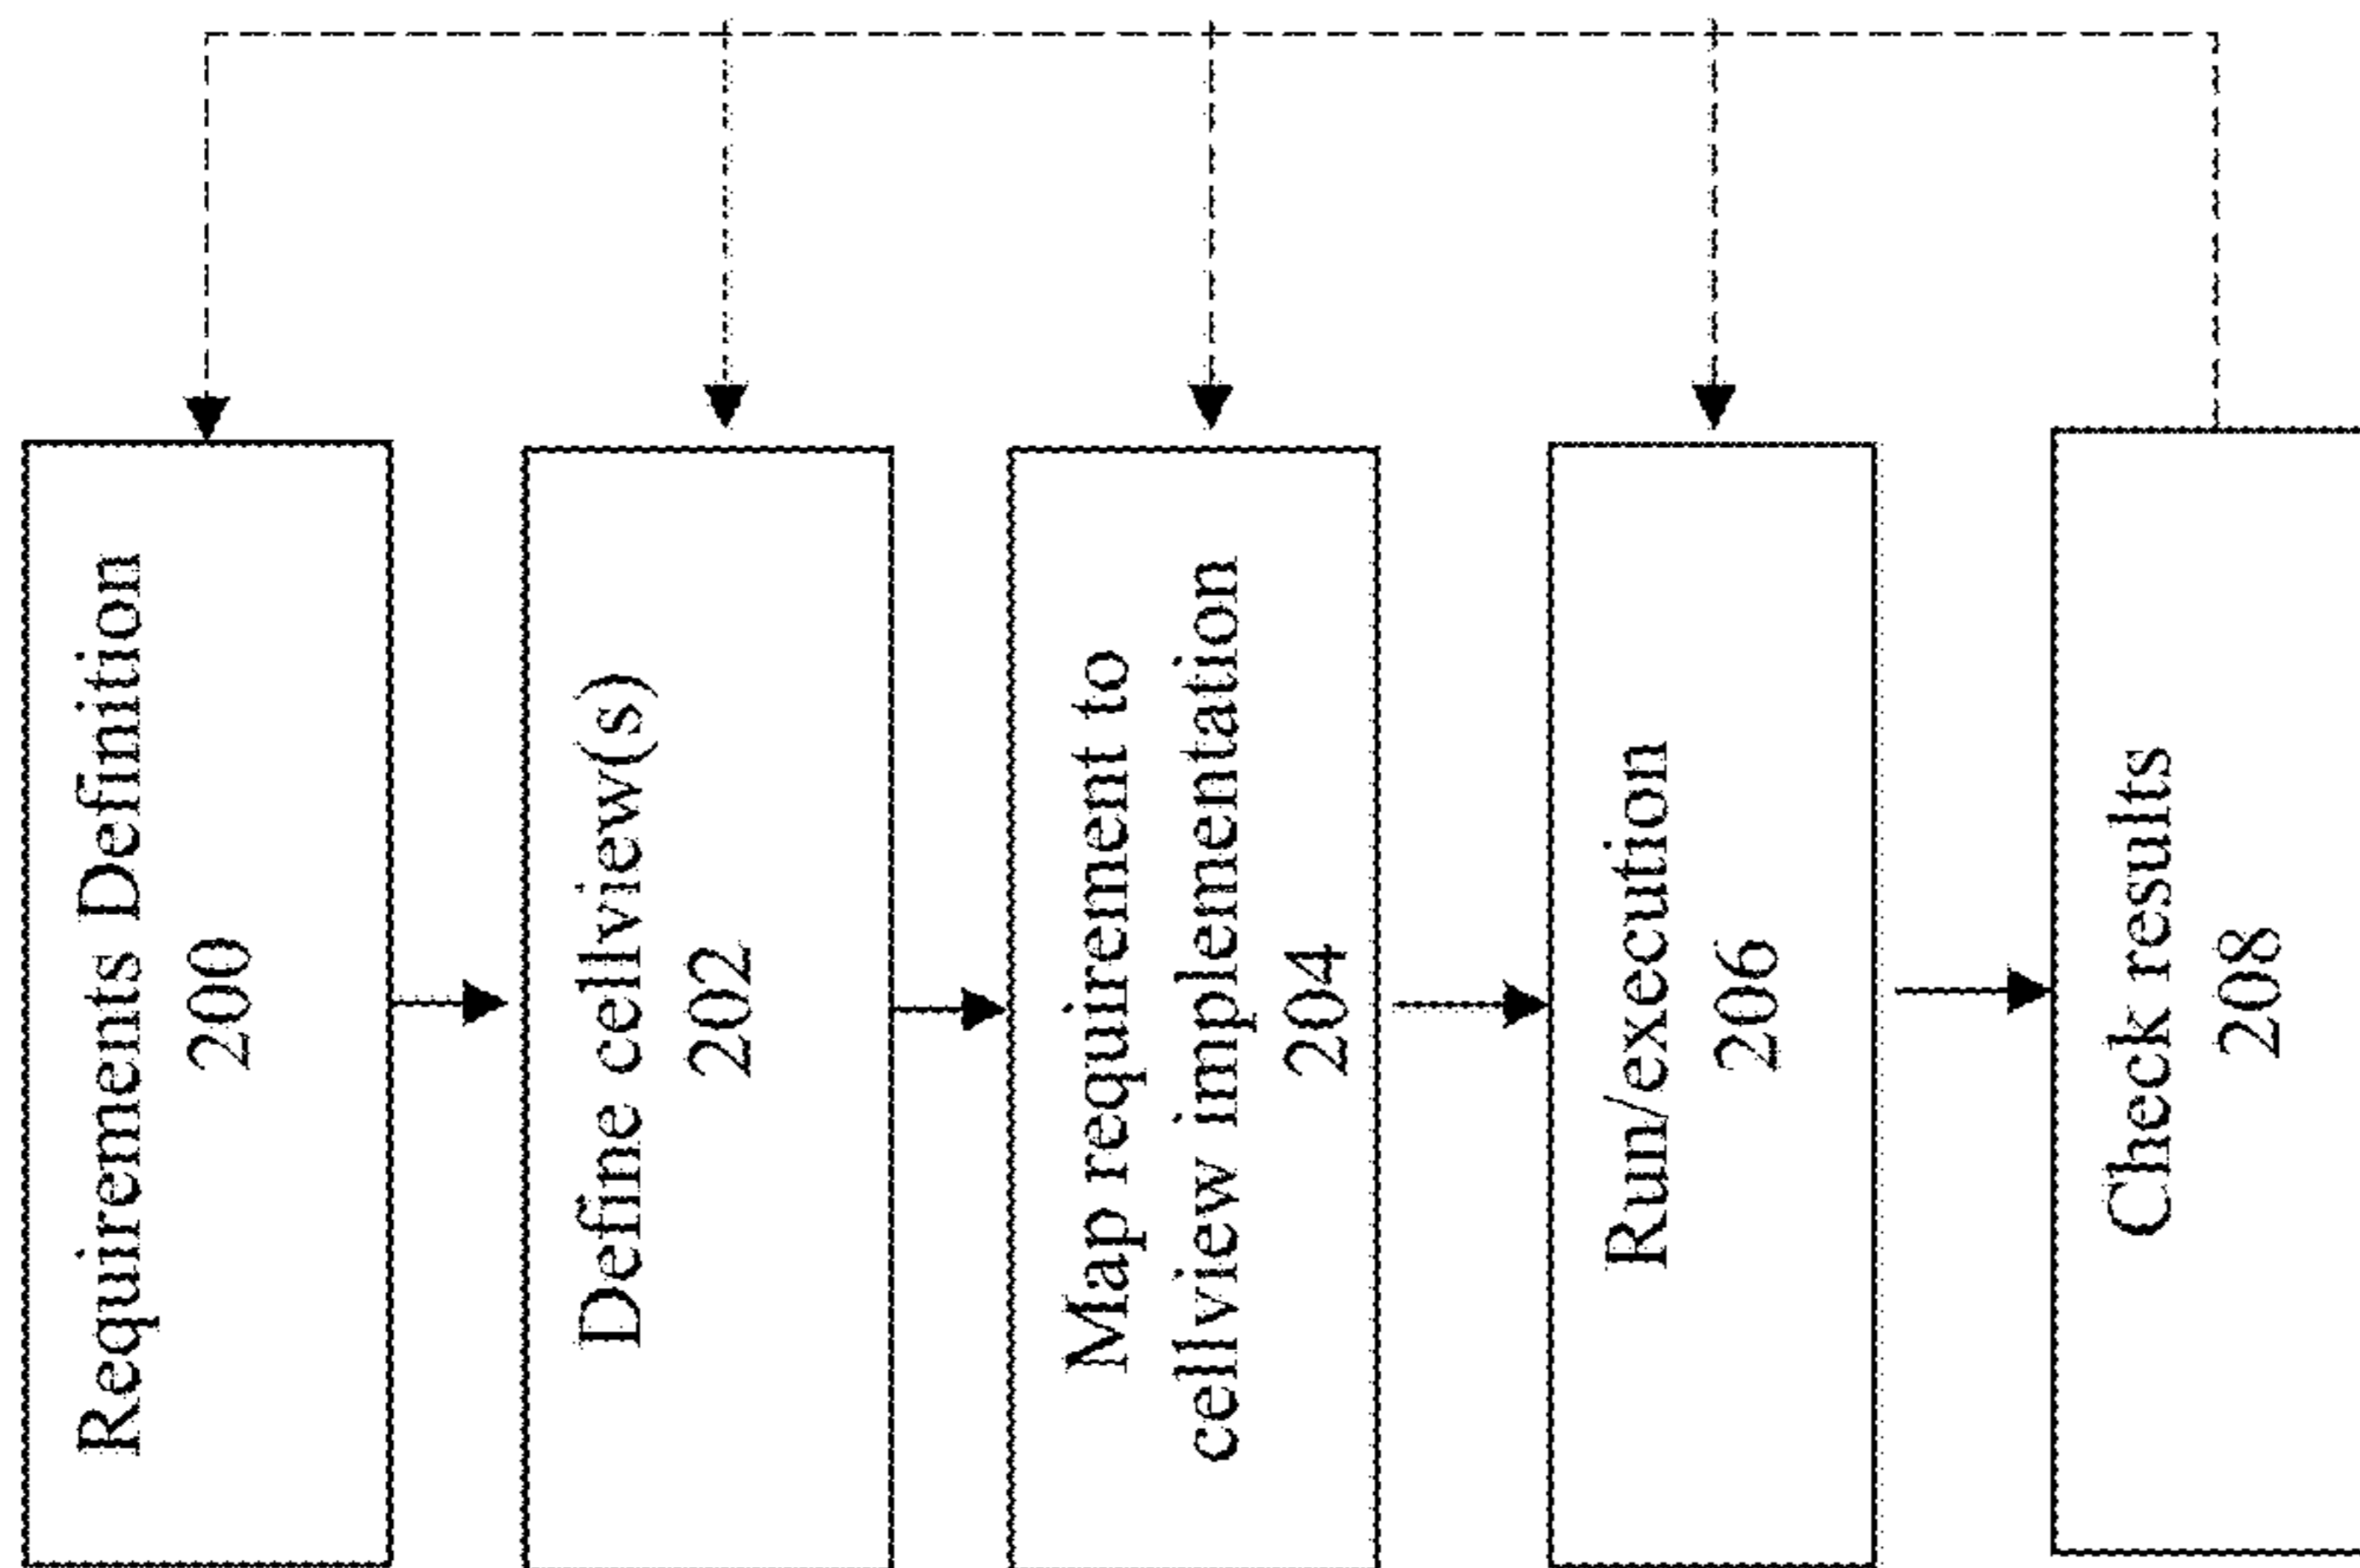 Requirements Definition
200
Define cellview(s)
202
Map requirement to
cellview implementation
204
Run/execution
206
Check results
208